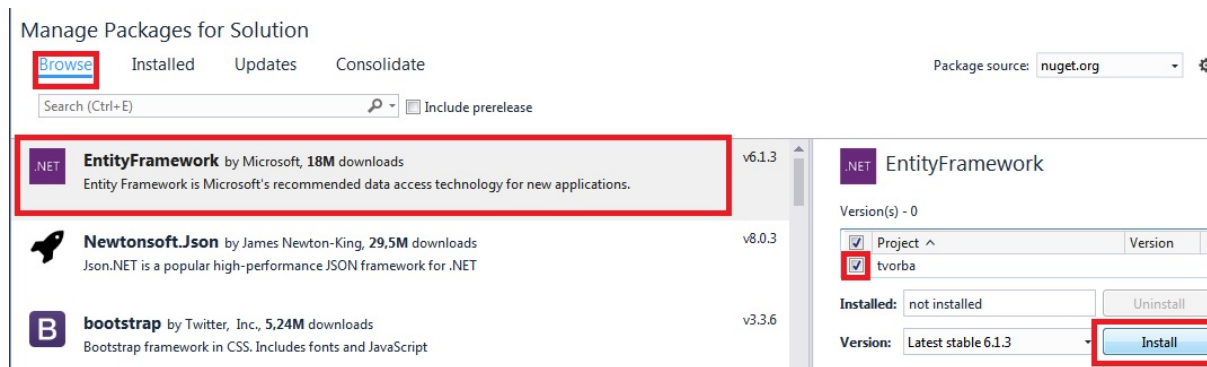 Manage Packages for Solution
Browse Installed Updates Consolidate
Package source: nuget.org
Search (Ctrl+E) Include prerelease
.NET
EntityFramework by Microsoft, 18M downloads v6.1.3
Entity Framework is Microsoft's recommended data access technology for new applications.
Newtonsoft.Json by James Newton-King, 29,5M downloads v8.0.3
Json.NET is a popular high-performance JSON framework for .NET
B
bootstrap by Twitter, Inc., 5,24M downloads v3.3.6
Bootstrap framework in CSS. Includes fonts and JavaScript
.NET EntityFramework
Version(s) - 0
Project Version
tvorba
Installed: not installed Uninstall
Version: Latest stable 6.1.3 Install